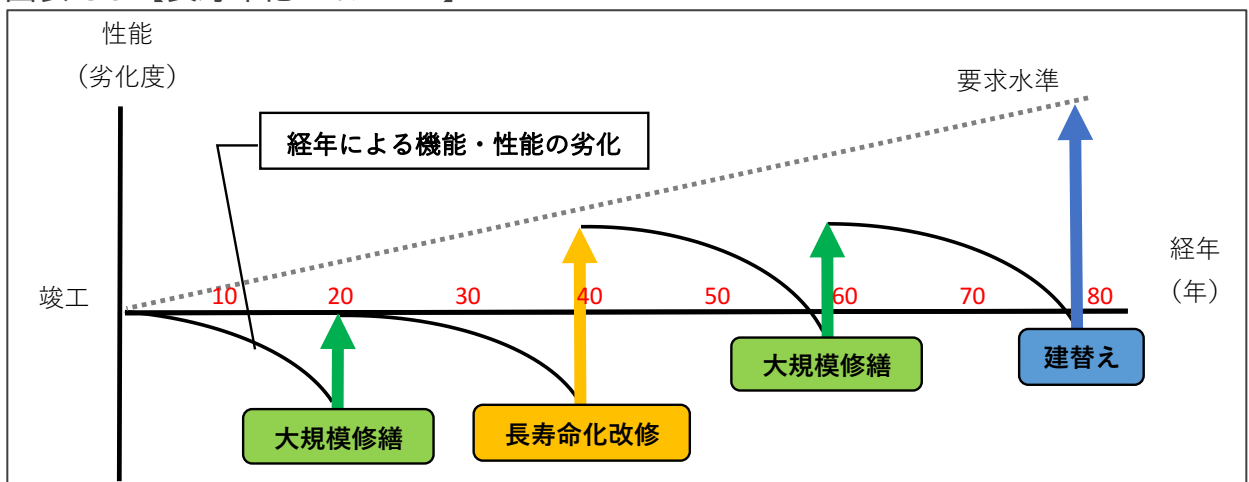 性能
（劣化度）
要求水準
経年による機能・性能の劣化
経年
（年）
竣工
10 20 30 40 50 60 70 80
大規模修繕
長寿命化改修
大規模修繕
建替え